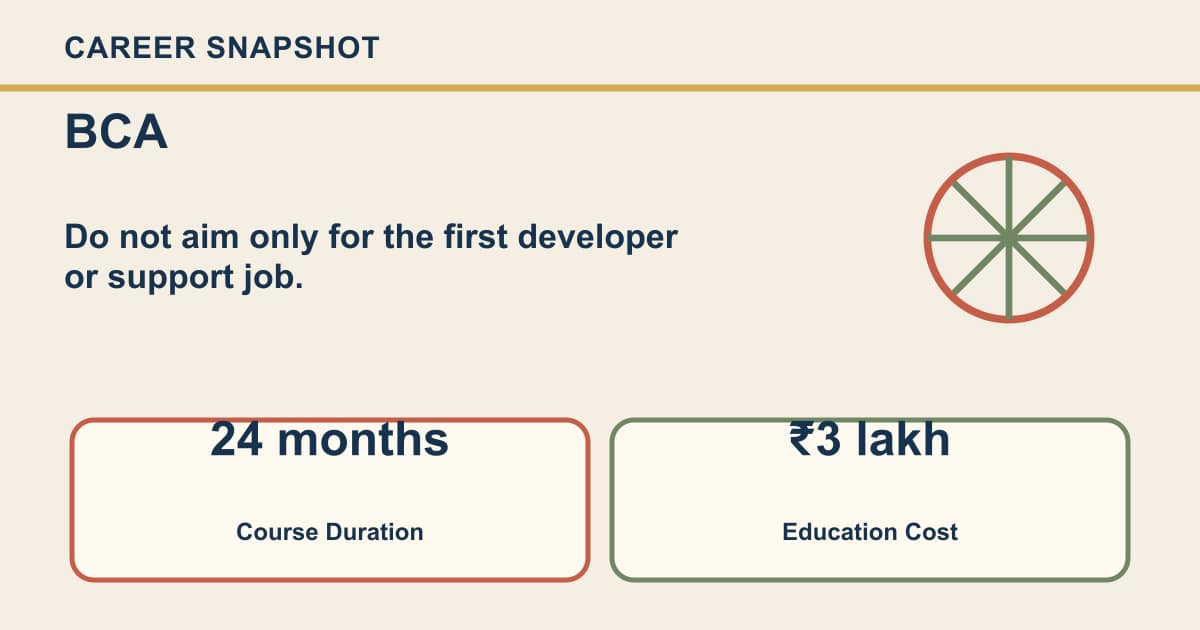 CAREER SNAPSHOT
BCA
Do not aim only for the first developer
or support job.
24 months
₹3 lakh
Course Duration
Education Cost